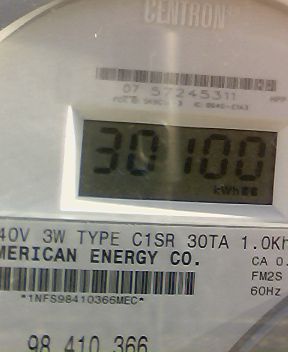 CENTRON
07 57245311
30100
kWh
40V 3W TYPE C1SR 30TA 1.0Kh
MERICAN ENERGY CO.
CA 0.
FM2S
60Hz
*1NFS98410366MEC*
98 410 366